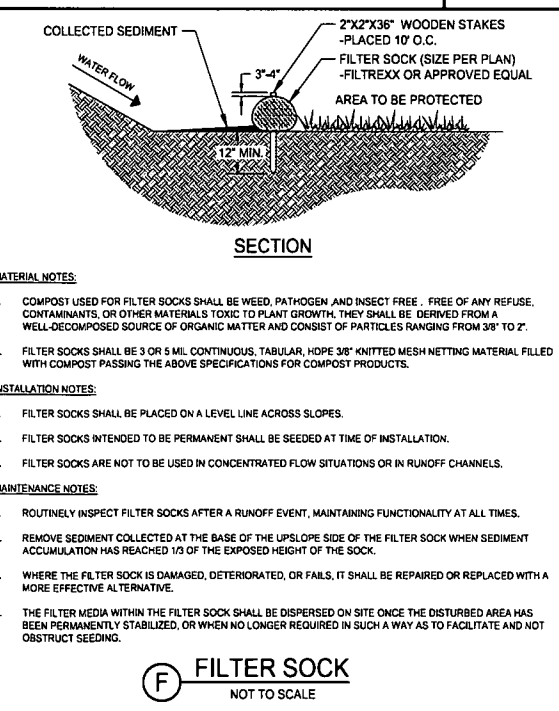 COLLECTED SEDIMENT
2"X2"X36" WOODEN STAKES
-PLACED 10' O.C.
FILTER SOCK (SIZE PER PLAN)
-FILTREXX OR APPROVED EQUAL
WATER FLOW
3"-4"
AREA TO BE PROTECTED
12" MIN.
SECTION
MATERIAL NOTES:
COMPOST USED FOR FILTER SOCKS SHALL BE WEED, PATHOGEN ,AND INSECT FREE . FREE OF ANY REFUSE,
CONTAMINANTS, OR OTHER MATERIALS TOXIC TO PLANT GROWTH. THEY SHALL BE DERIVED FROM A
WELL-DECOMPOSED SOURCE OF ORGANIC MATTER AND CONSIST OF PARTICLES RANGING FROM 3/8" TO 2".
FILTER SOCKS SHALL BE 3 OR 5 MIL CONTINUOUS, TABULAR, HDPE 3/8" KNITTED MESH NETTING MATERIAL FILLED
WITH COMPOST PASSING THE ABOVE SPECIFICATIONS FOR COMPOST PRODUCTS.
INSTALLATION NOTES:
FILTER SOCKS SHALL BE PLACED ON A LEVEL LINE ACROSS SLOPES.
FILTER SOCKS INTENDED TO BE PERMANENT SHALL BE SEEDED AT TIME OF INSTALLATION.
FILTER SOCKS ARE NOT TO BE USED IN CONCENTRATED FLOW SITUATIONS OR IN RUNOFF CHANNELS.
MAINTENANCE NOTES:
ROUTINELY INSPECT FILTER SOCKS AFTER A RUNOFF EVENT, MAINTAINING FUNCTIONALITY AT ALL TIMES.
REMOVE SEDIMENT COLLECTED AT THE BASE OF THE UPSLOPE SIDE OF THE FILTER SOCK WHEN SEDIMENT
ACCUMULATION HAS REACHED 1/3 OF THE EXPOSED HEIGHT OF THE SOCK.
WHERE THE FILTER SOCK IS DAMAGED, DETERIORATED, OR FAILS, IT SHALL BE REPAIRED OR REPLACED WITH A
MORE EFFECTIVE ALTERNATIVE.
THE FILTER MEDIA WITHIN THE FILTER SOCK SHALL BE DISPERSED ON SITE ONCE THE DISTURBED AREA HAS
BEEN PERMANENTLY STABILIZED, OR WHEN NO LONGER REQUIRED IN SUCH A WAY AS TO FACILITATE AND NOT
OBSTRUCT SEEDING.
F FILTER SOCK
NOT TO SCALE